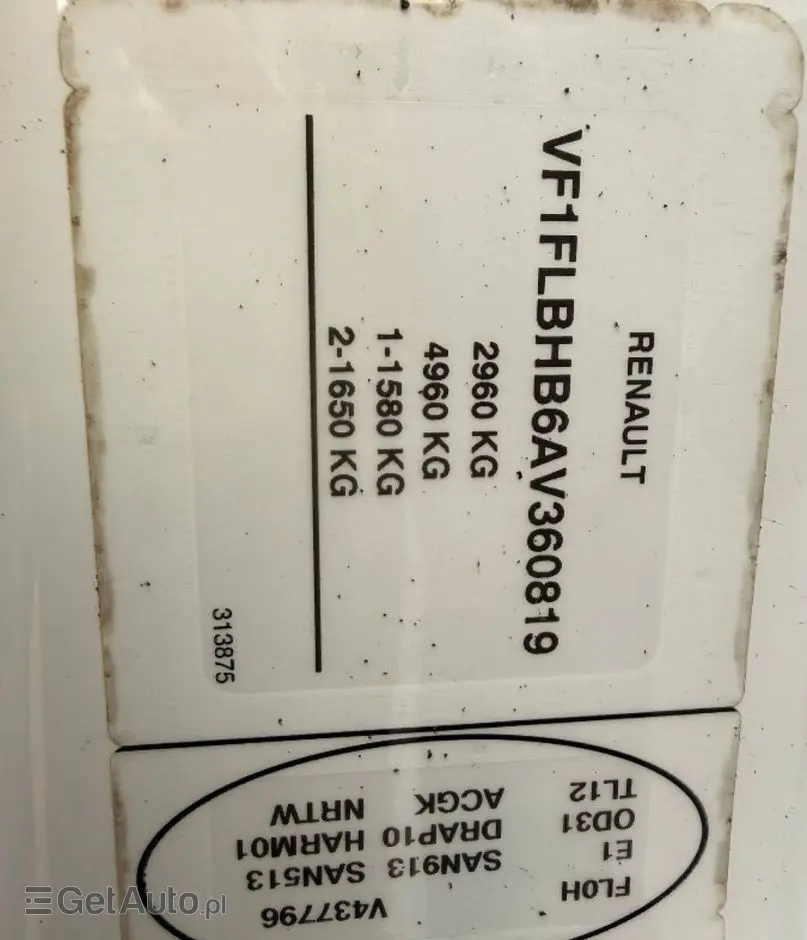 RENAULT
VF1FLBHB6AV360819
2960 KG
4960 KG
1-1580 KG
2-1650 KG
313875
V437796
FL0H SAN913 SAN513
E1 DRAP10 HARM01
OD31 ACGK NRTW
TL12
GetAuto.pl